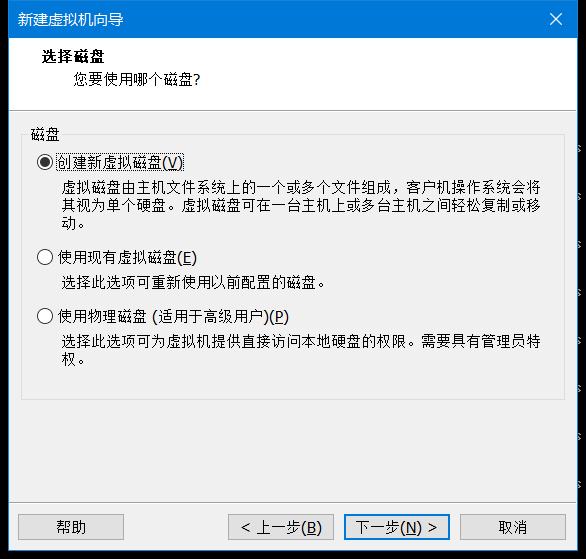 新建虚拟机向导
选择磁盘
您要使用哪个磁盘?
磁盘
创建新虚拟磁盘(V)
虚拟磁盘由主机文件系统上的一个或多个文件组成，客户机操作系统会将
其视为单个硬盘。虚拟磁盘可在一台主机上或多台主机之间轻松复制或移
动。
使用现有虚拟磁盘(E)
选择此选项可重新使用以前配置的磁盘。
使用物理磁盘 (适用于高级用户)(P)
选择此选项可为虚拟机提供直接访问本地硬盘的权限。需要具有管理员特
权。
帮助
< 上一步(B)
下一步(N) >
取消